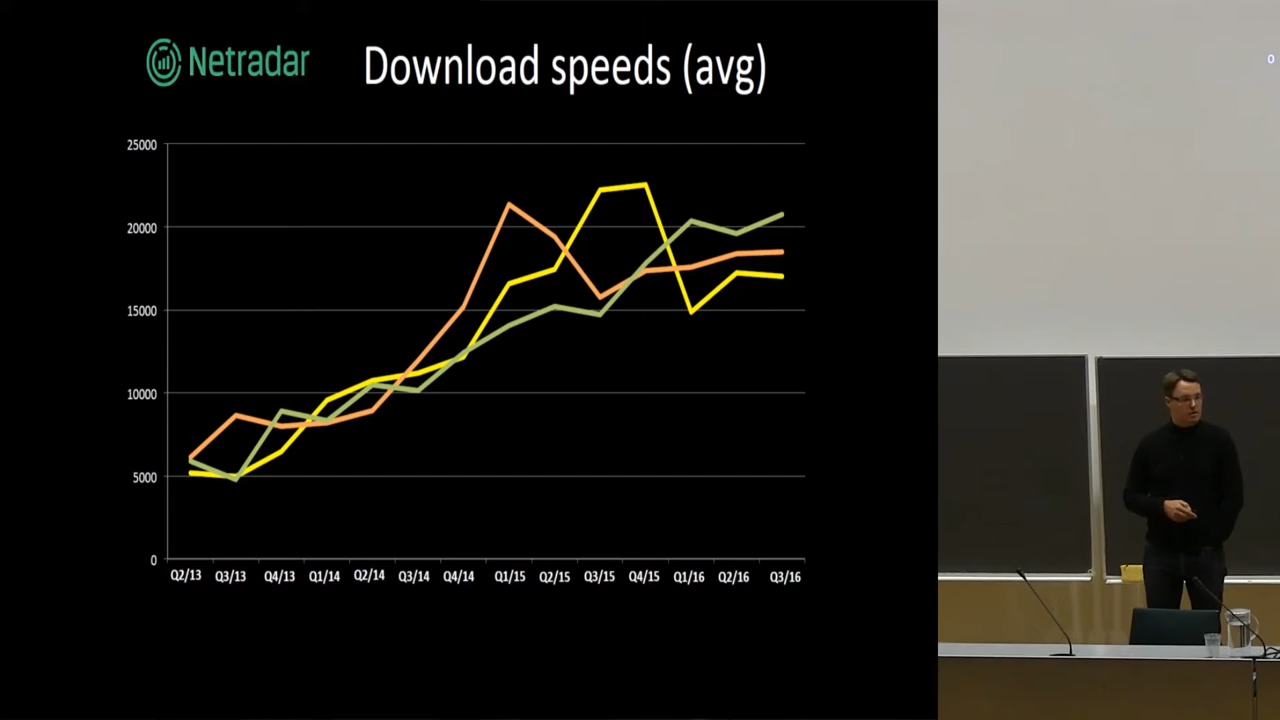 Netradar
Download speeds (avg)
25000
20000
15000
10000
5000
0
Q2/13 Q3/13 Q4/13 Q1/14 Q2/14 Q3/14 Q4/14 Q1/15 Q2/15 Q3/15 Q4/15 Q1/16 Q2/16 Q3/16
0